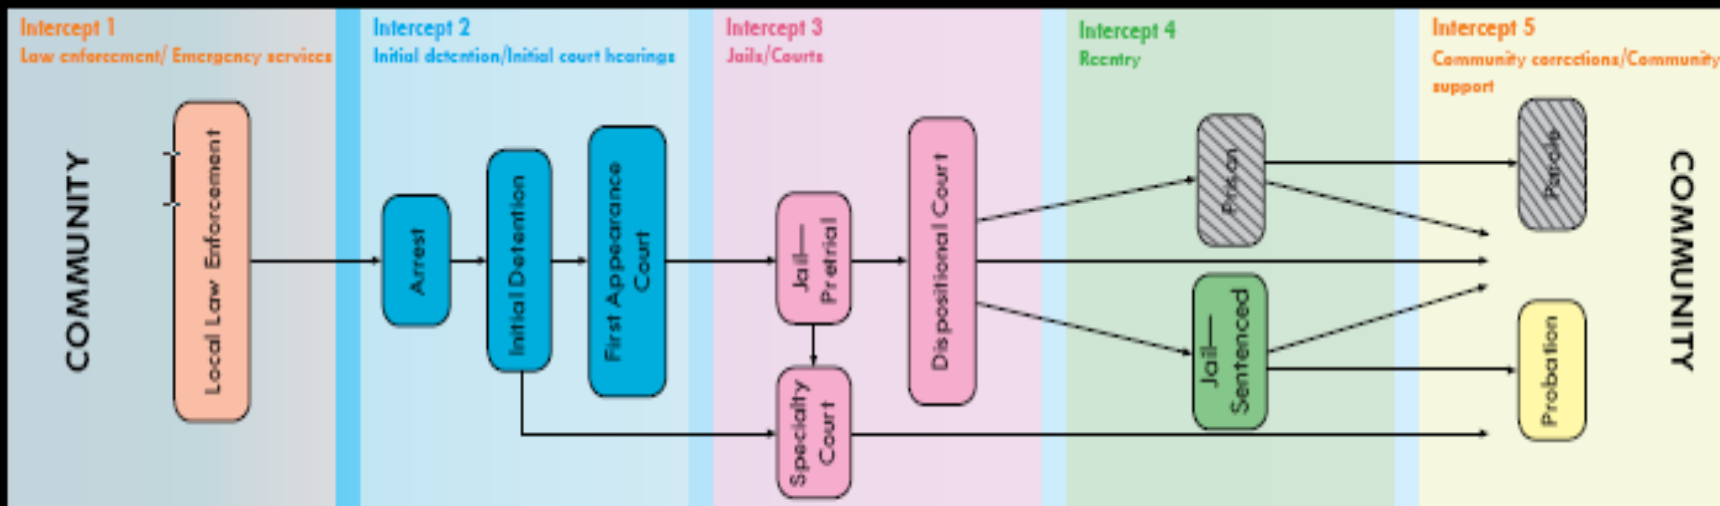 Intercept 1
Law enforcement/ Emergency services
Intercept 2
Initial detention/Initial court hearings
Intercept 3
Jails/Courts
Intercept 4
Reentry
Intercept 5
Community corrections/Community
support
COMMUNITY
Local Law Enforcement
Arrest
Initial Detention
First Appearance
Court
Jail—
Pretrial
Specialty
Court
Dispositional Court
Prison
Jail—
Sentenced
Parole
Probation
COMMUNITY